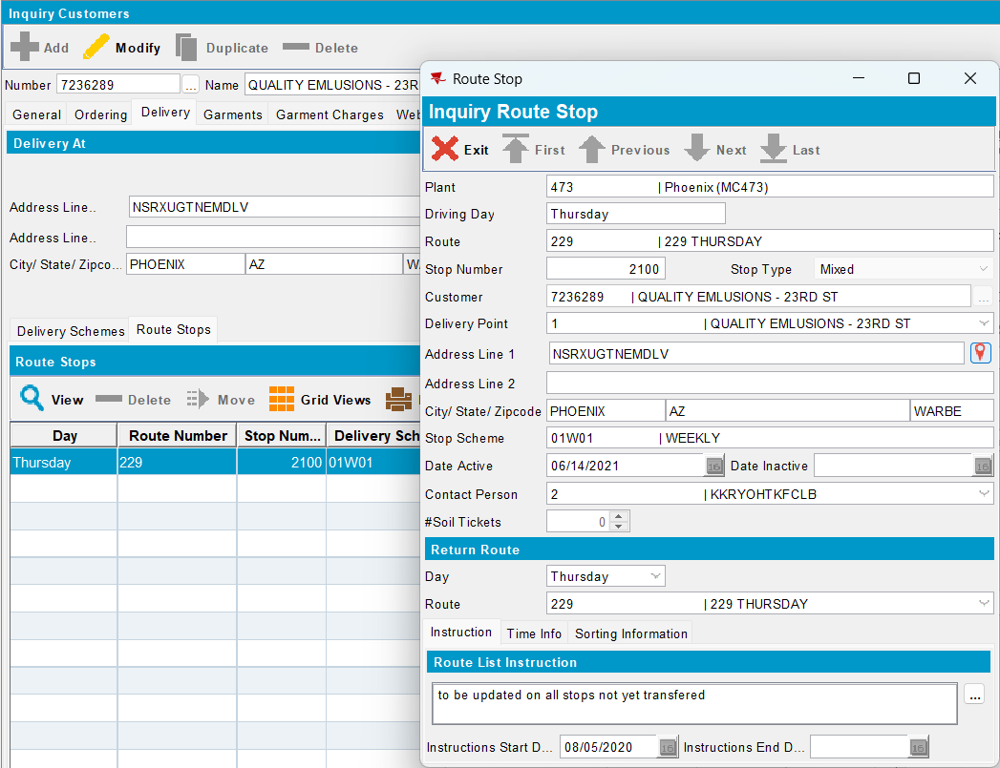 Inquiry Customers
Add Modify Duplicate Delete
Number 7236289 ... Name QUALITY EMLUSIONS - 23R
General Ordering Delivery Garments Garment Charges Web
Delivery At
Address Line.. NSRXUGTNEMDLV
Address Line..
City/ State/ Zipco... PHOENIX AZ W
Delivery Schemes Route Stops
Route Stops
View Delete Move Grid Views
Day Route Number Stop Num... Delivery Sch
Thursday 229 2100 01W01
Route Stop
Inquiry Route Stop
Exit First Previous Next Last
Plant 473 | Phoenix (MC473)
Driving Day Thursday
Route 229 | 229 THURSDAY
Stop Number 2100 Stop Type Mixed
Customer 7236289 | QUALITY EMLUSIONS - 23RD ST ...
Delivery Point 1 | QUALITY EMLUSIONS - 23RD ST
Address Line 1 NSRXUGTNEMDLV
Address Line 2
City/ State/ Zipcode PHOENIX AZ WARBE
Stop Scheme 01W01 | WEEKLY
Date Active 06/14/2021 16 Date Inactive 16
Contact Person 2 | KKRYOHTKFCLB
#Soil Tickets 0
Return Route
Day Thursday
Route 229 | 229 THURSDAY
Instruction Time Info Sorting Information
Route List Instruction
to be updated on all stops not yet transfered ...
Instructions Start D... 08/05/2020 16 Instructions End D... 16